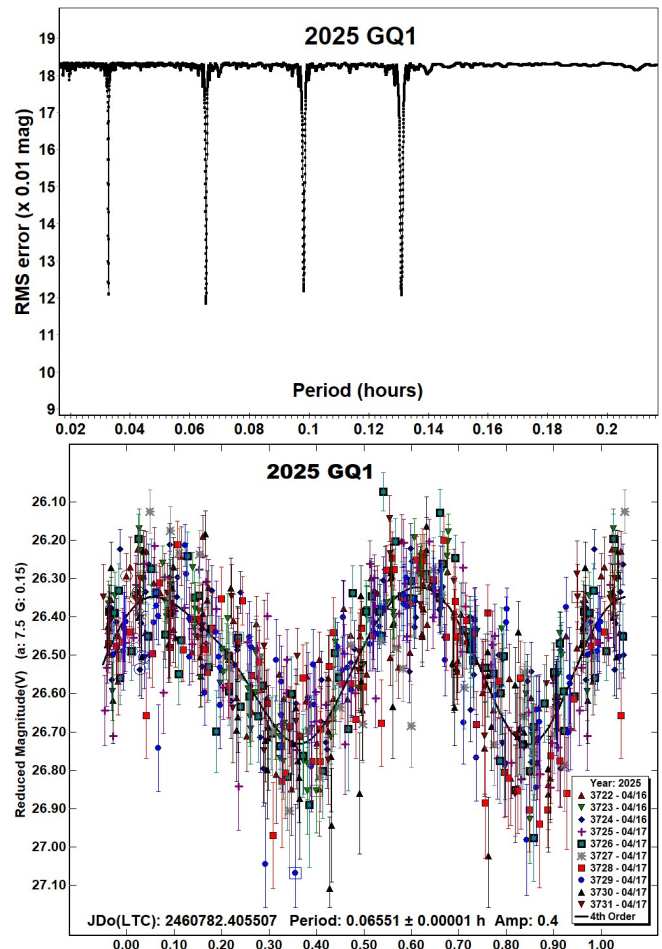 2025 GQ1
RMS error (x 0.01 mag)
19
18
17
16
15
14
13
12
11
10
9
Period (hours)
0.02 0.04 0.06 0.08 0.1 0.12 0.14 0.16 0.18 0.2
2025 GQ1
Reduced Magnitude(V) (a: 7.5 G: 0.15)
26.10
26.20
26.30
26.40
26.50
26.60
26.70
26.80
26.90
27.00
27.10
Year: 2025
3722 - 04/16
3723 - 04/16
3724 - 04/16
3725 - 04/17
3726 - 04/17
3727 - 04/17
3728 - 04/17
3729 - 04/17
3730 - 04/17
3731 - 04/17
4th Order
JDo(LTC): 2460782.405507 Period: 0.06551 ± 0.00001 h Amp: 0.4
0.00 0.10 0.20 0.30 0.40 0.50 0.60 0.70 0.80 0.90 1.00